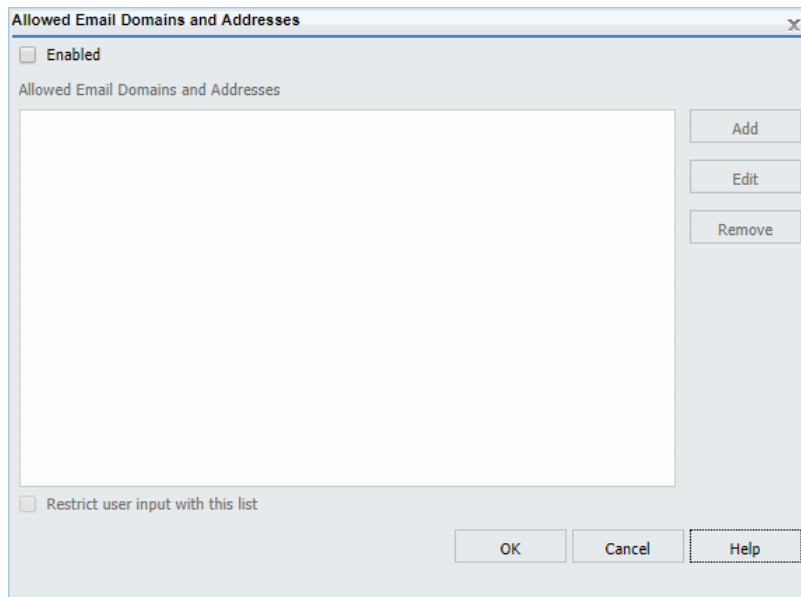 Allowed Email Domains and Addresses
Enabled
Allowed Email Domains and Addresses
Add
Edit
Remove
Restrict user input with this list
OK Cancel Help